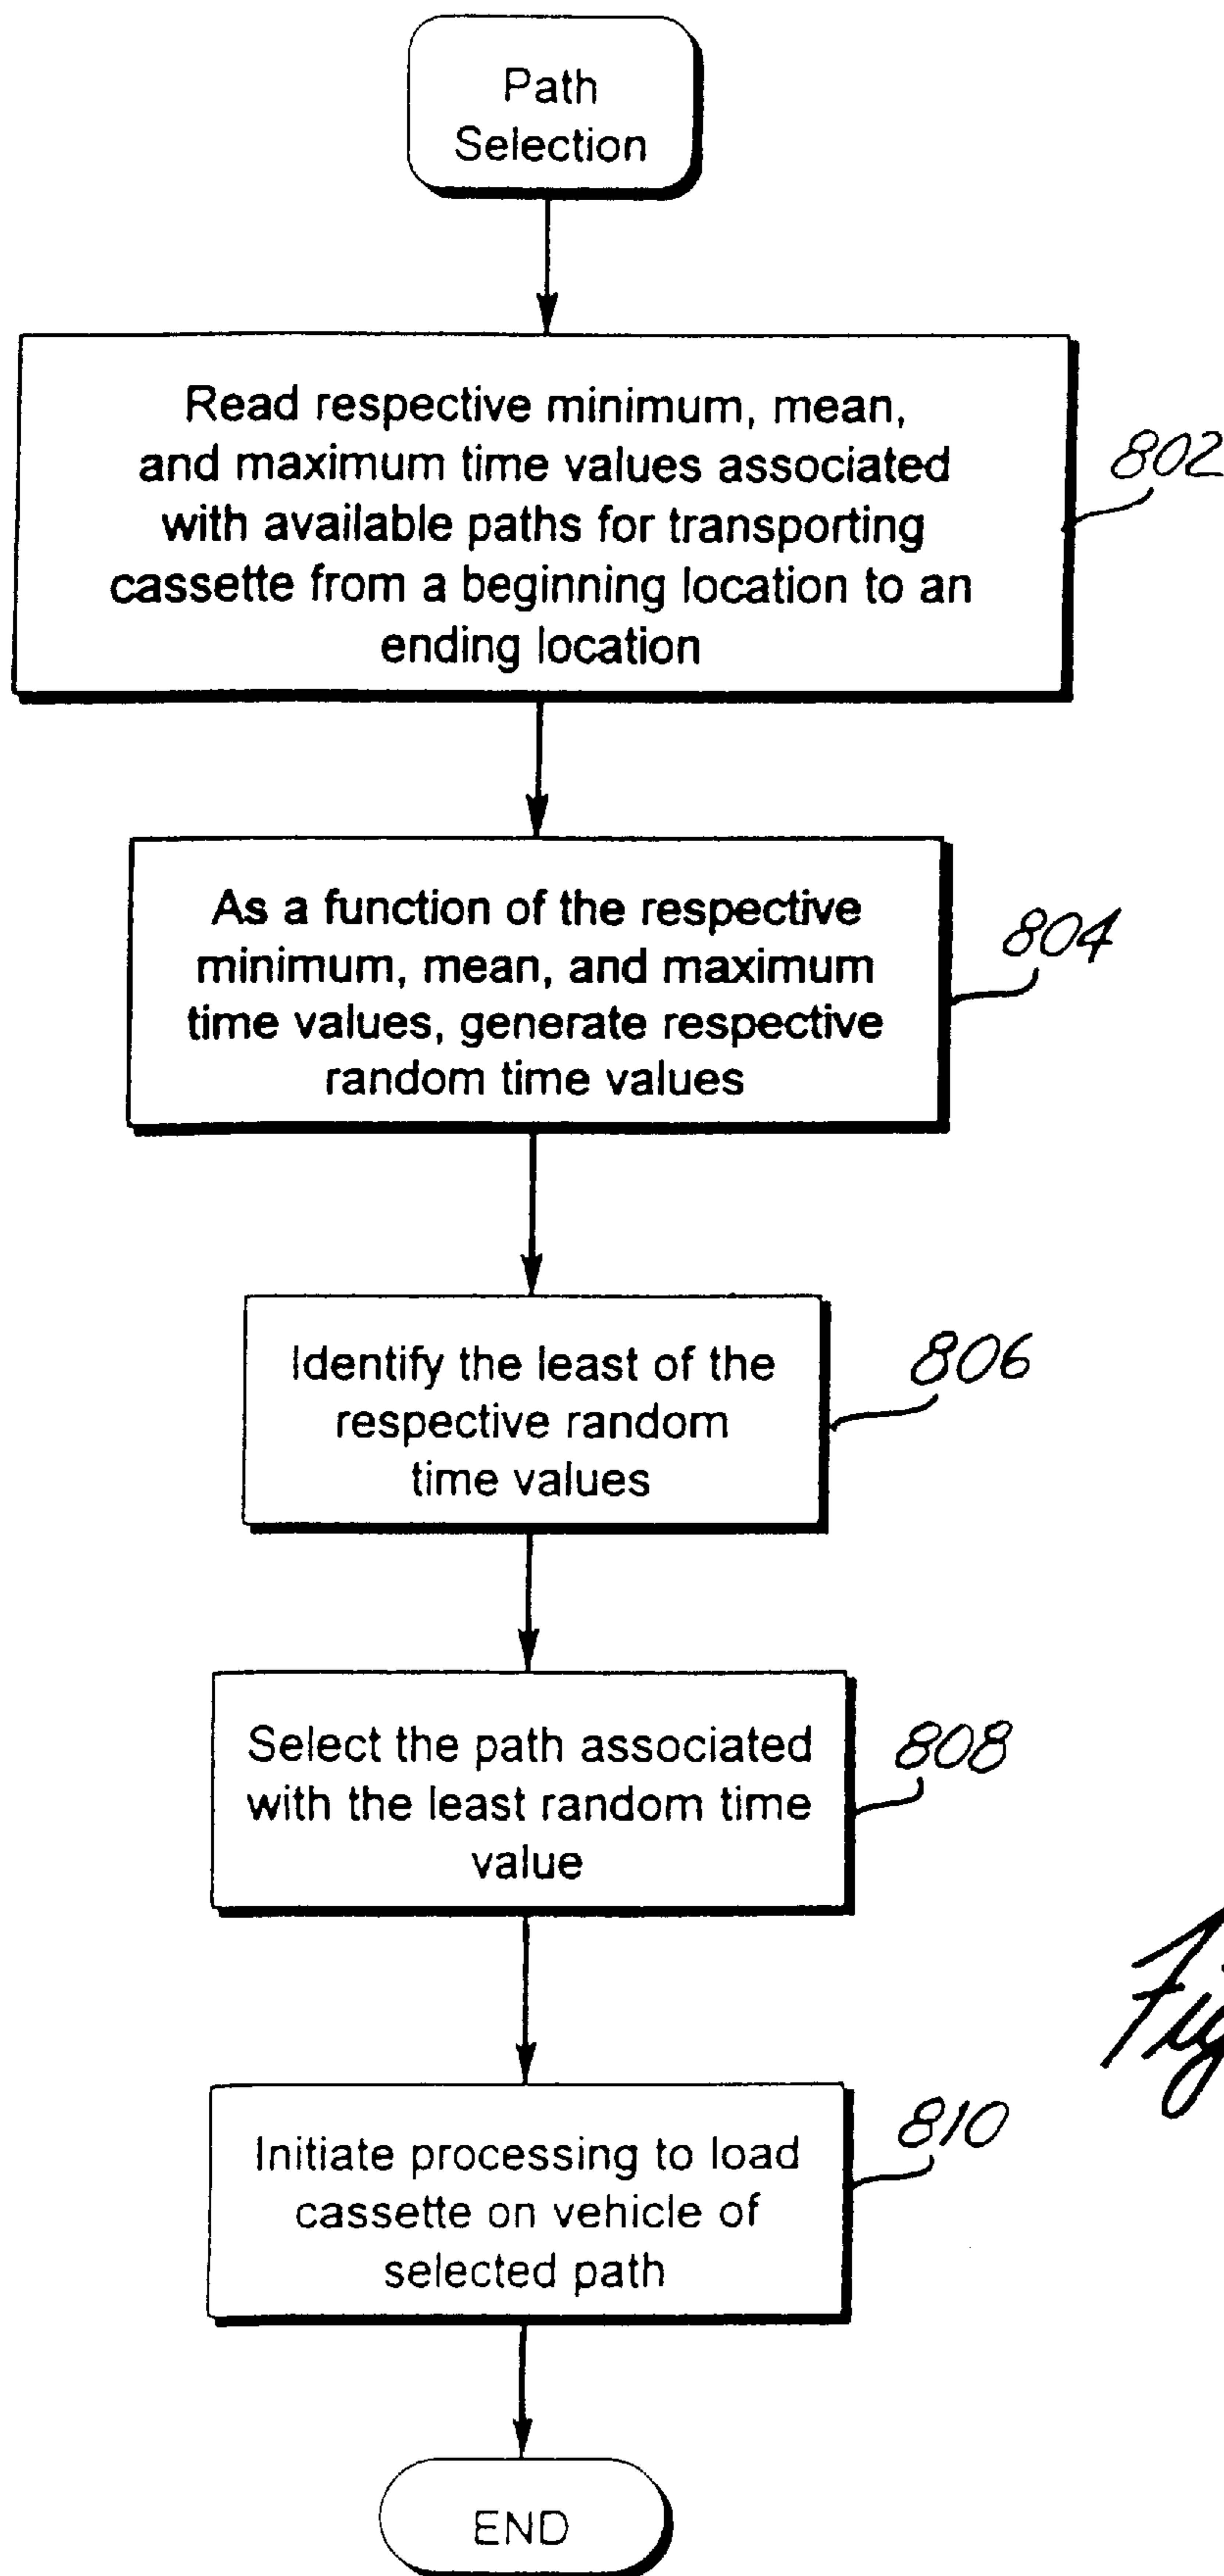 Path
Selection
Read respective minimum, mean,
and maximum time values associated
with available paths for transporting
cassette from a beginning location to an
ending location
802
As a function of the respective
minimum, mean, and maximum
time values, generate respective
random time values
804
Identify the least of the
respective random
time values
806
Select the path associated
with the least random time
value
808
Initiate processing to load
cassette on vehicle of
selected path
810
END